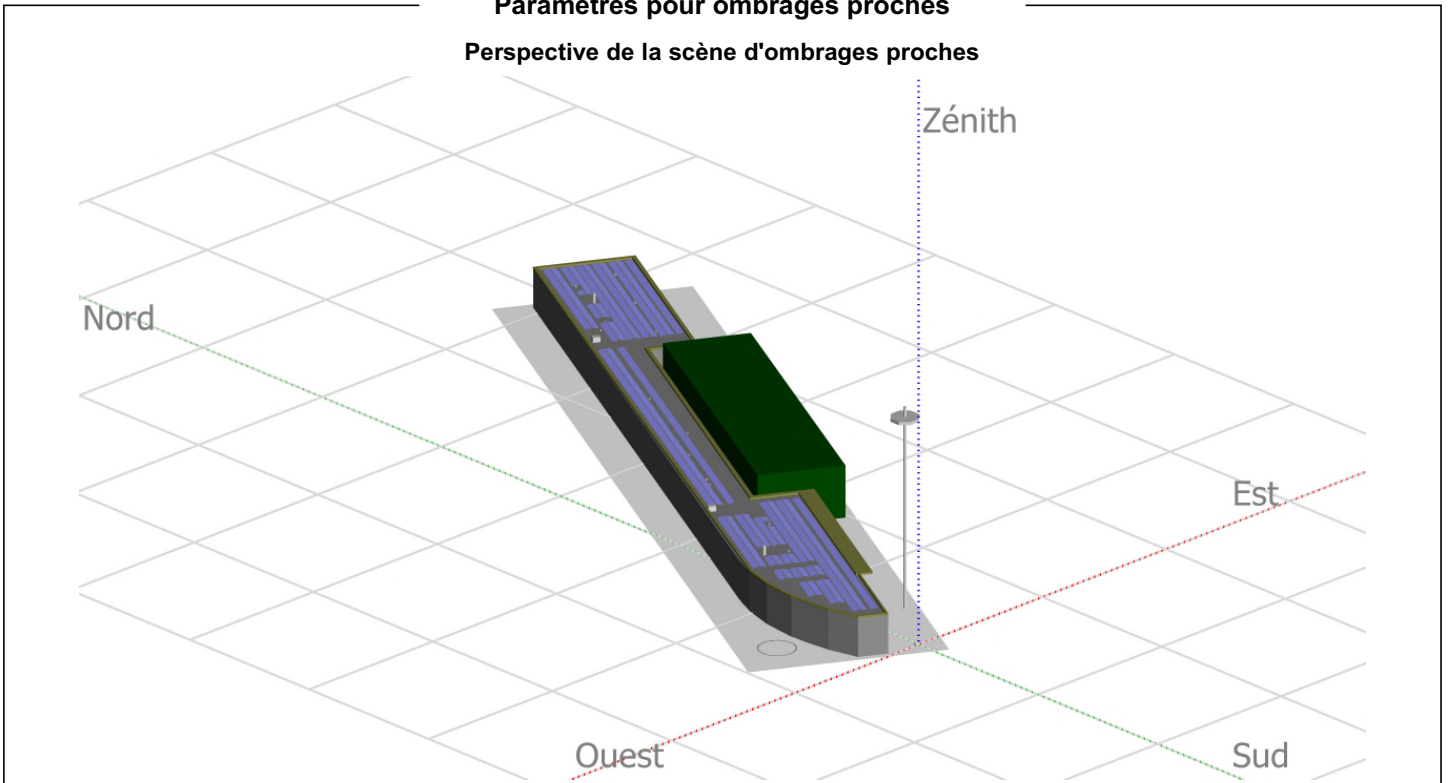 Paramètres pour ombrages proches
Perspective de la scène d'ombrages proches
Zénith
Nord
Est
Ouest
Sud